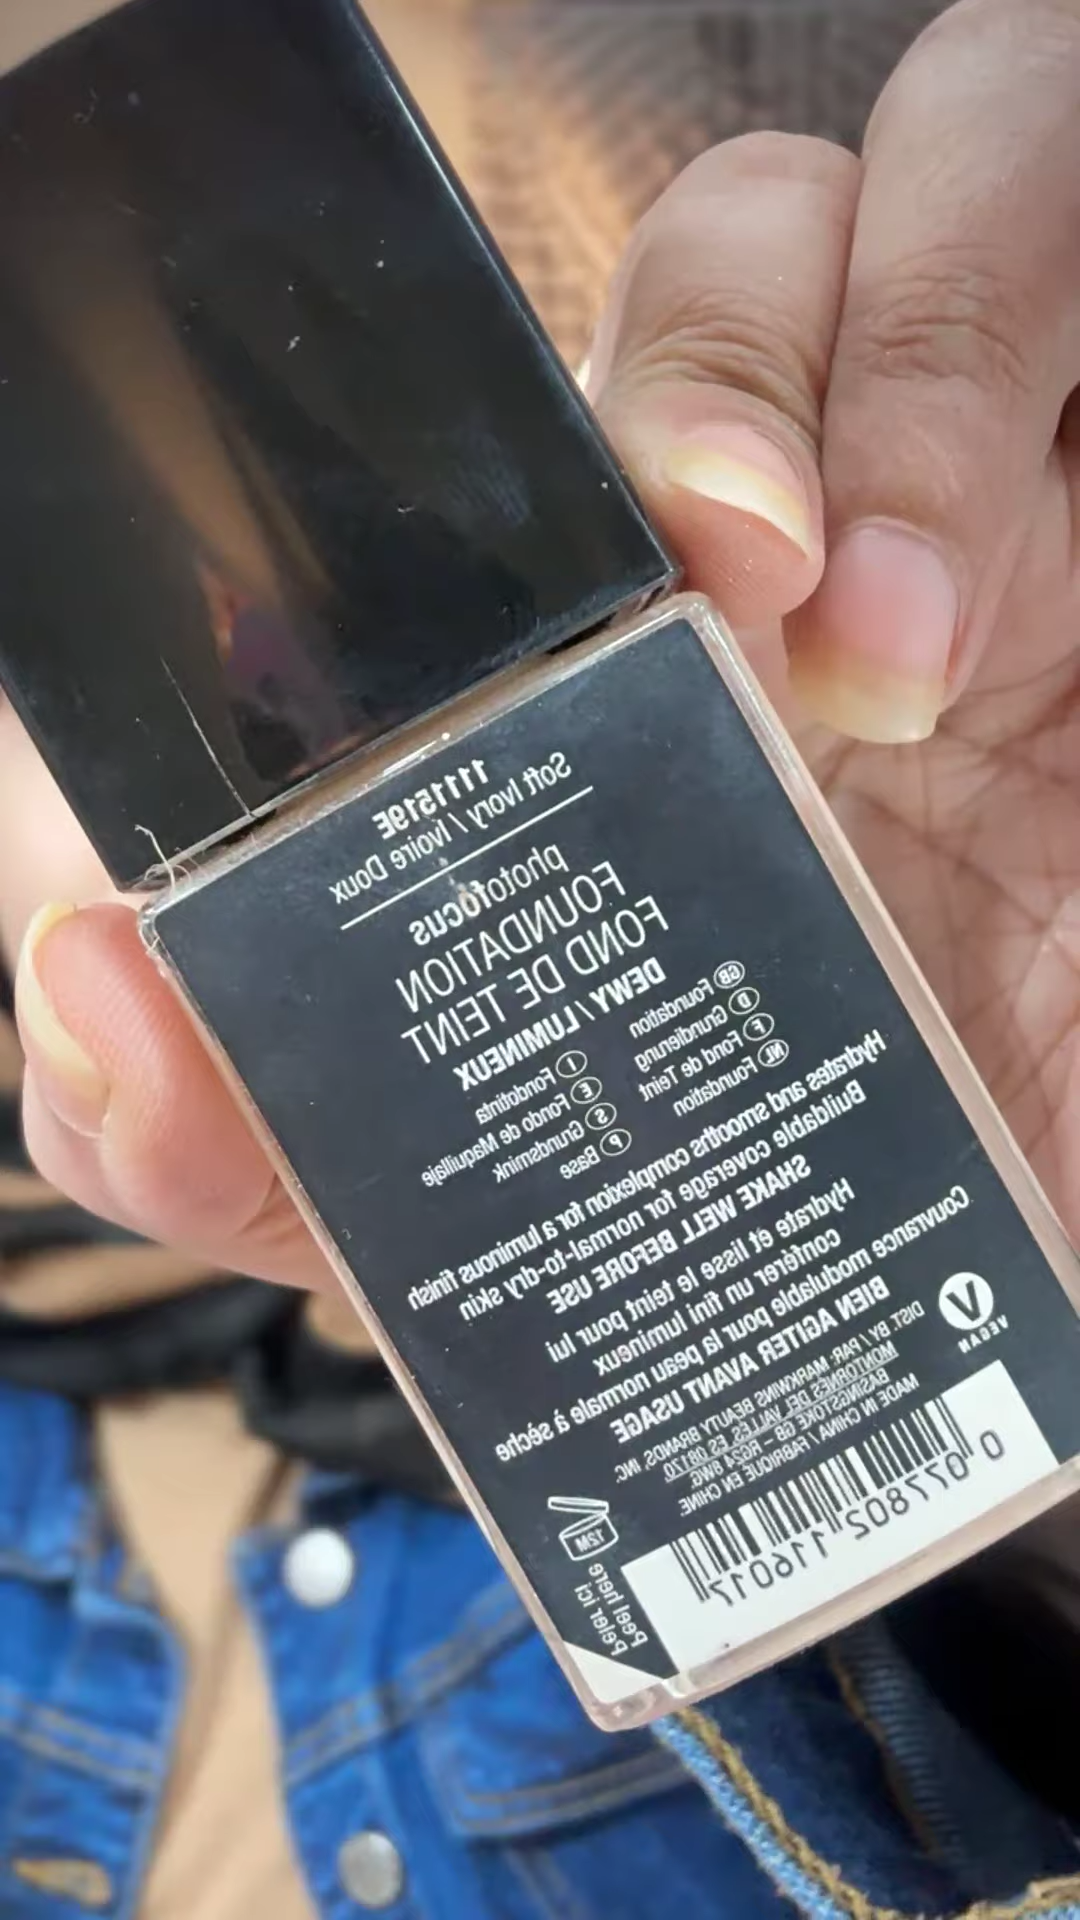 1111519E
Soft Ivory / Ivoire Doux
photofocus
FOUNDATION
FOND DE TEINT
DEWY / LUMINEUX
GB Foundation
D Grundierung
F Fond de Teint
NL Foundation
I Fondotinta
E Fondo de Maquillaje
S Grundsmink
P Base
Hydrates and smooths complexion for a luminous finish
Buildable coverage for normal-to-dry skin
SHAKE WELL BEFORE USE
Hydrate et lisse le teint pour lui
conférer un fini lumineux
Couvrance modulable pour la peau normale à sèche
BIEN AGITER AVANT USAGE
V
VEGAN
DIST. BY / PAR: MARKWINS BEAUTY BRANDS, INC.
MONTORNÈS DEL VALLÈS, ES, ES 08170
BASINGSTOKE GB - RG24 8WG.
MADE IN CHINA. / FABRIQUÉ EN CHINE.
12M
Peel here
Peler ici
0 077802 116017